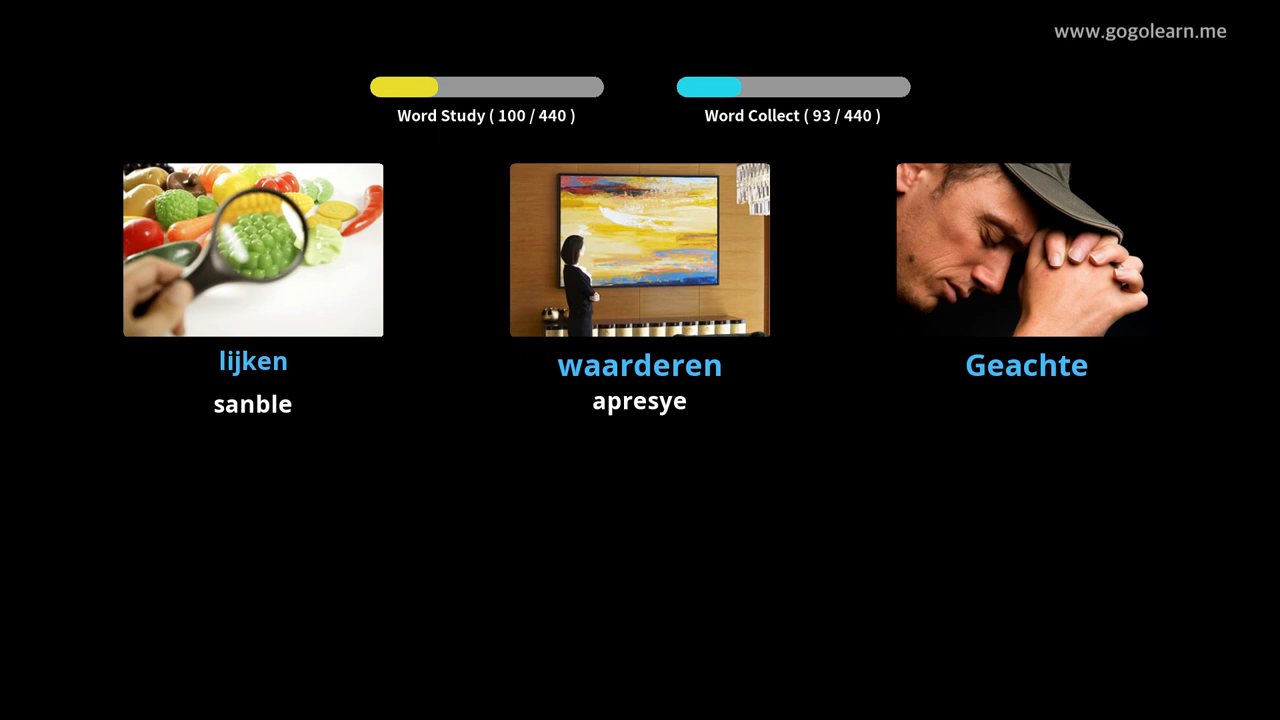 www.gogolearn.me
Word Study ( 100 / 440 )
Word Collect ( 93 / 440 )
lijken
sanble
waarderen
apresye
Geachte